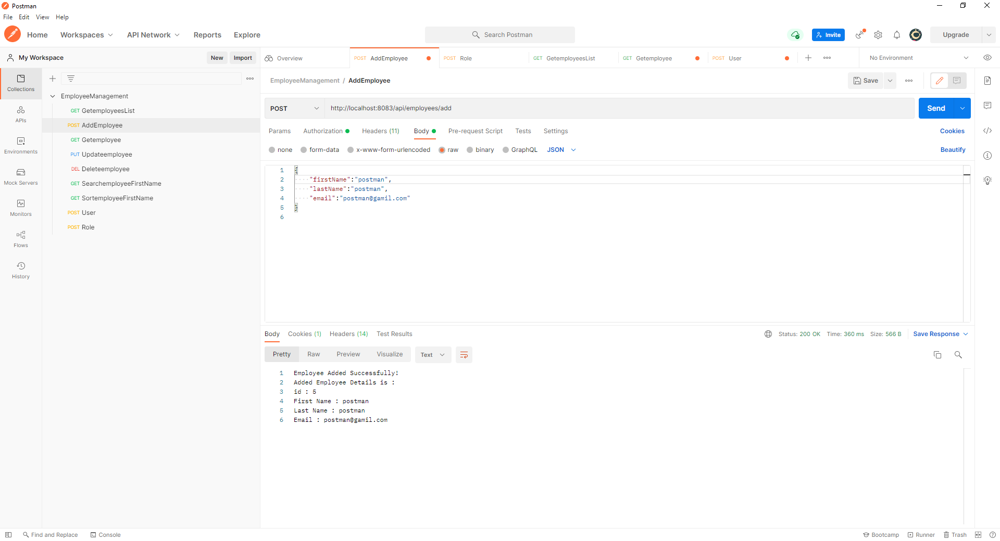 Postman
File Edit View Help
Home Workspaces API Network Reports Explore Search Postman Invite Upgrade
My Workspace New Import Overview POST AddEmployee POST Role GET GetemployeesList GET Getemployee POST User No Environment
EmployeeManagement / AddEmployee Save
Collections
APIs
Environments
Mock Servers
Monitors
Flows
History
EmployeeManagement
GET GetemployeesList
POST AddEmployee
GET Getemployee
PUT Updateemployee
DEL Deleteemployee
GET SearchemployeeFirstName
GET SortemployeeFirstName
POST User
POST Role
POST http://localhost:8083/api/employees/add Send
Params Authorization Headers (11) Body Pre-request Script Tests Settings Cookies
none form-data x-www-form-urlencoded raw binary GraphQL JSON Beautify
1 {
2 "firstName":"postman",
3 "lastName":"postman",
4 "email":"postman@gamil.com"
5 }
6
Body Cookies (1) Headers (14) Test Results Status: 200 OK Time: 360 ms Size: 566 B Save Response
Pretty Raw Preview Visualize Text
1 Employee Added Successfully!
2 Added Employee Details is :
3 id : 5
4 First Name : postman
5 Last Name : postman
6 Email : postman@gamil.com
Find and Replace Console Bootcamp Runner Trash